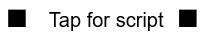 ■ Tap for script ■